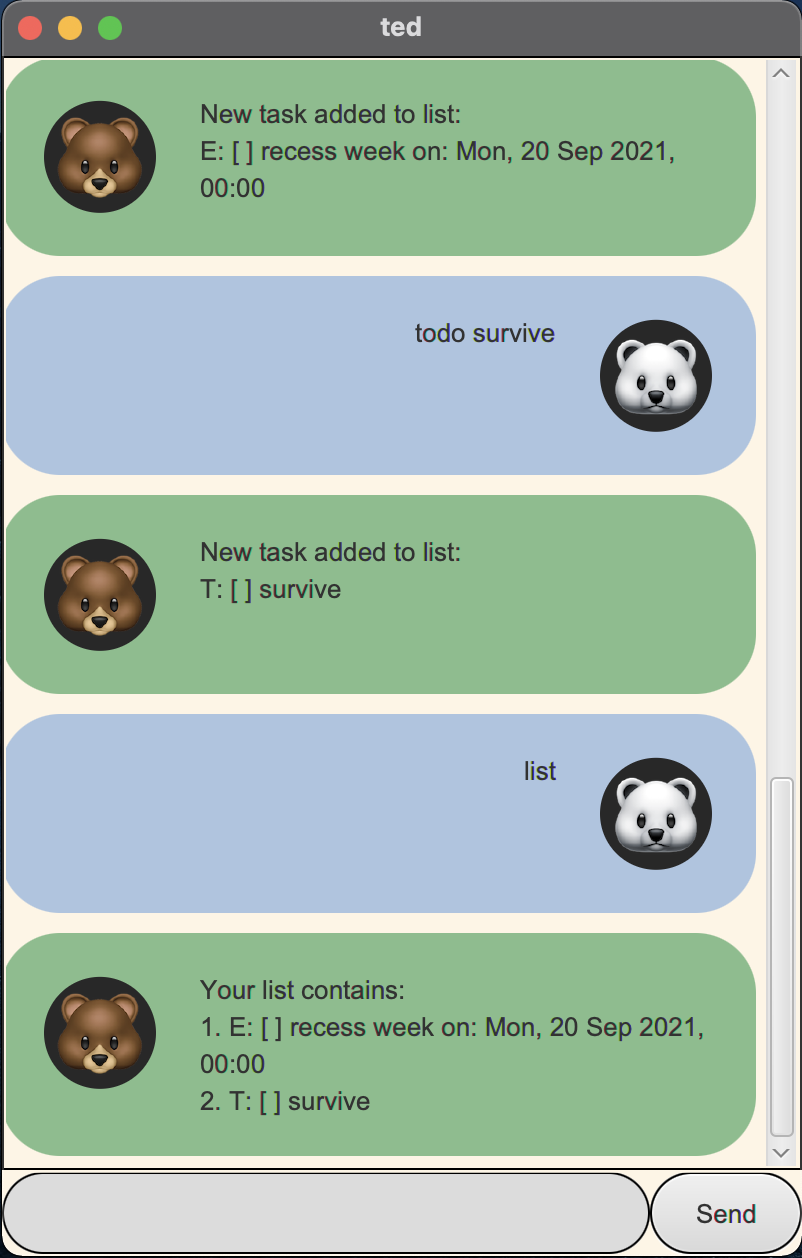 ted
New task added to list:
E: [ ] recess week on: Mon, 20 Sep 2021,
00:00
todo survive
New task added to list:
T: [ ] survive
list
Your list contains:
1. E: [ ] recess week on: Mon, 20 Sep 2021,
00:00
2. T: [ ] survive
Send